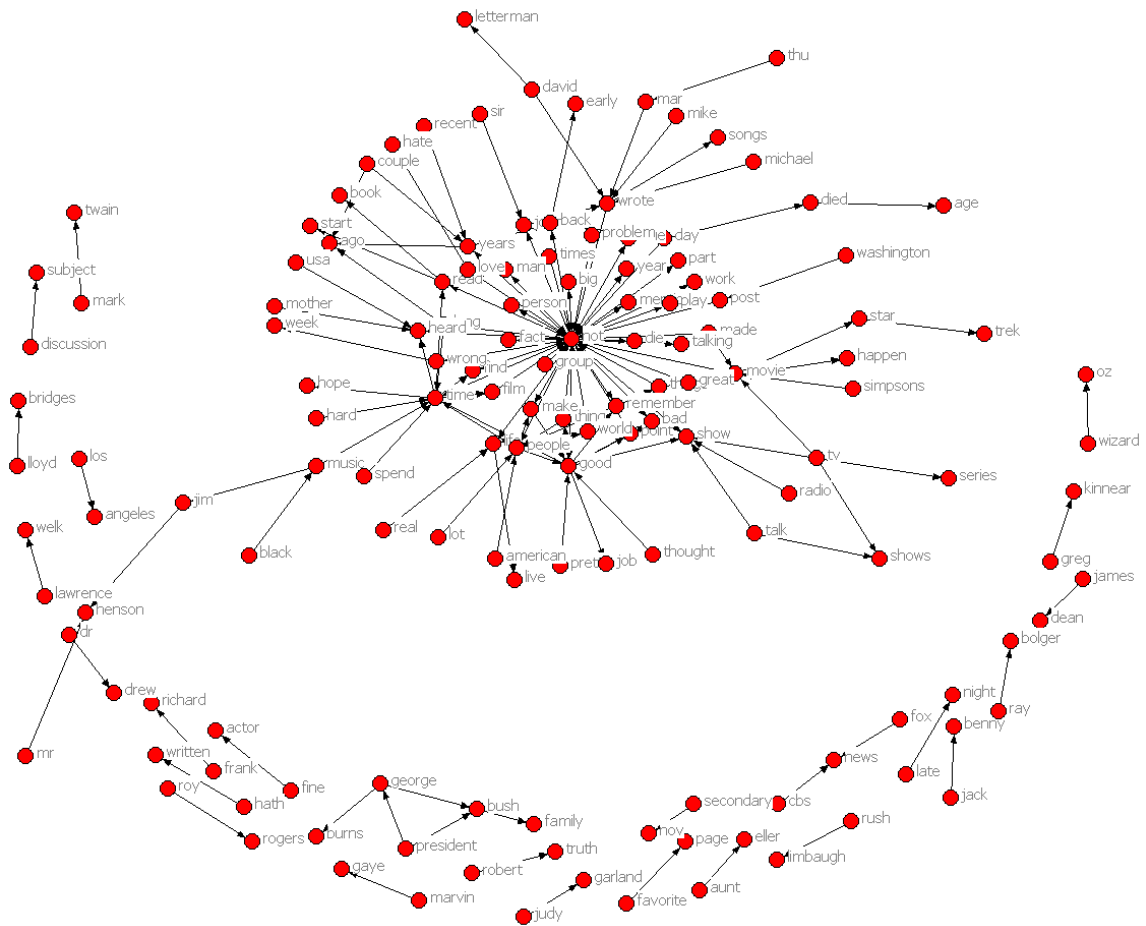 letterman
thu
david
early
mar
sir
mike
recent
songs
hate
couple
michael
book
died
age
twain
wrote
start
back
problem
day
ago
years
times
washington
usa
love
man
year
part
subject
read
big
work
mother
person
play
post
mark
week
heard
star
made
trek
fact
not
die
talking
discussion
wrong
group
movie
happen
find
oz
hope
time
film
great
simpsons
bridges
make
remember
hard
thing
bad
world
point
show
wizard
people
los
lloyd
music
good
tv
spend
series
kinnear
jim
radio
angeles
welk
real
lot
talk
black
american
thought
shows
pret
job
greg
live
james
lawrence
henson
dean
dr
bolger
drew
night
richard
ray
fox
benny
actor
mr
written
news
frank
late
george
roy
fine
jack
hath
bush
secondary
cbs
rush
family
nov
burns
rogers
page
eller
president
truth
limbaugh
gaye
robert
garland
aunt
marvin
favorite
judy